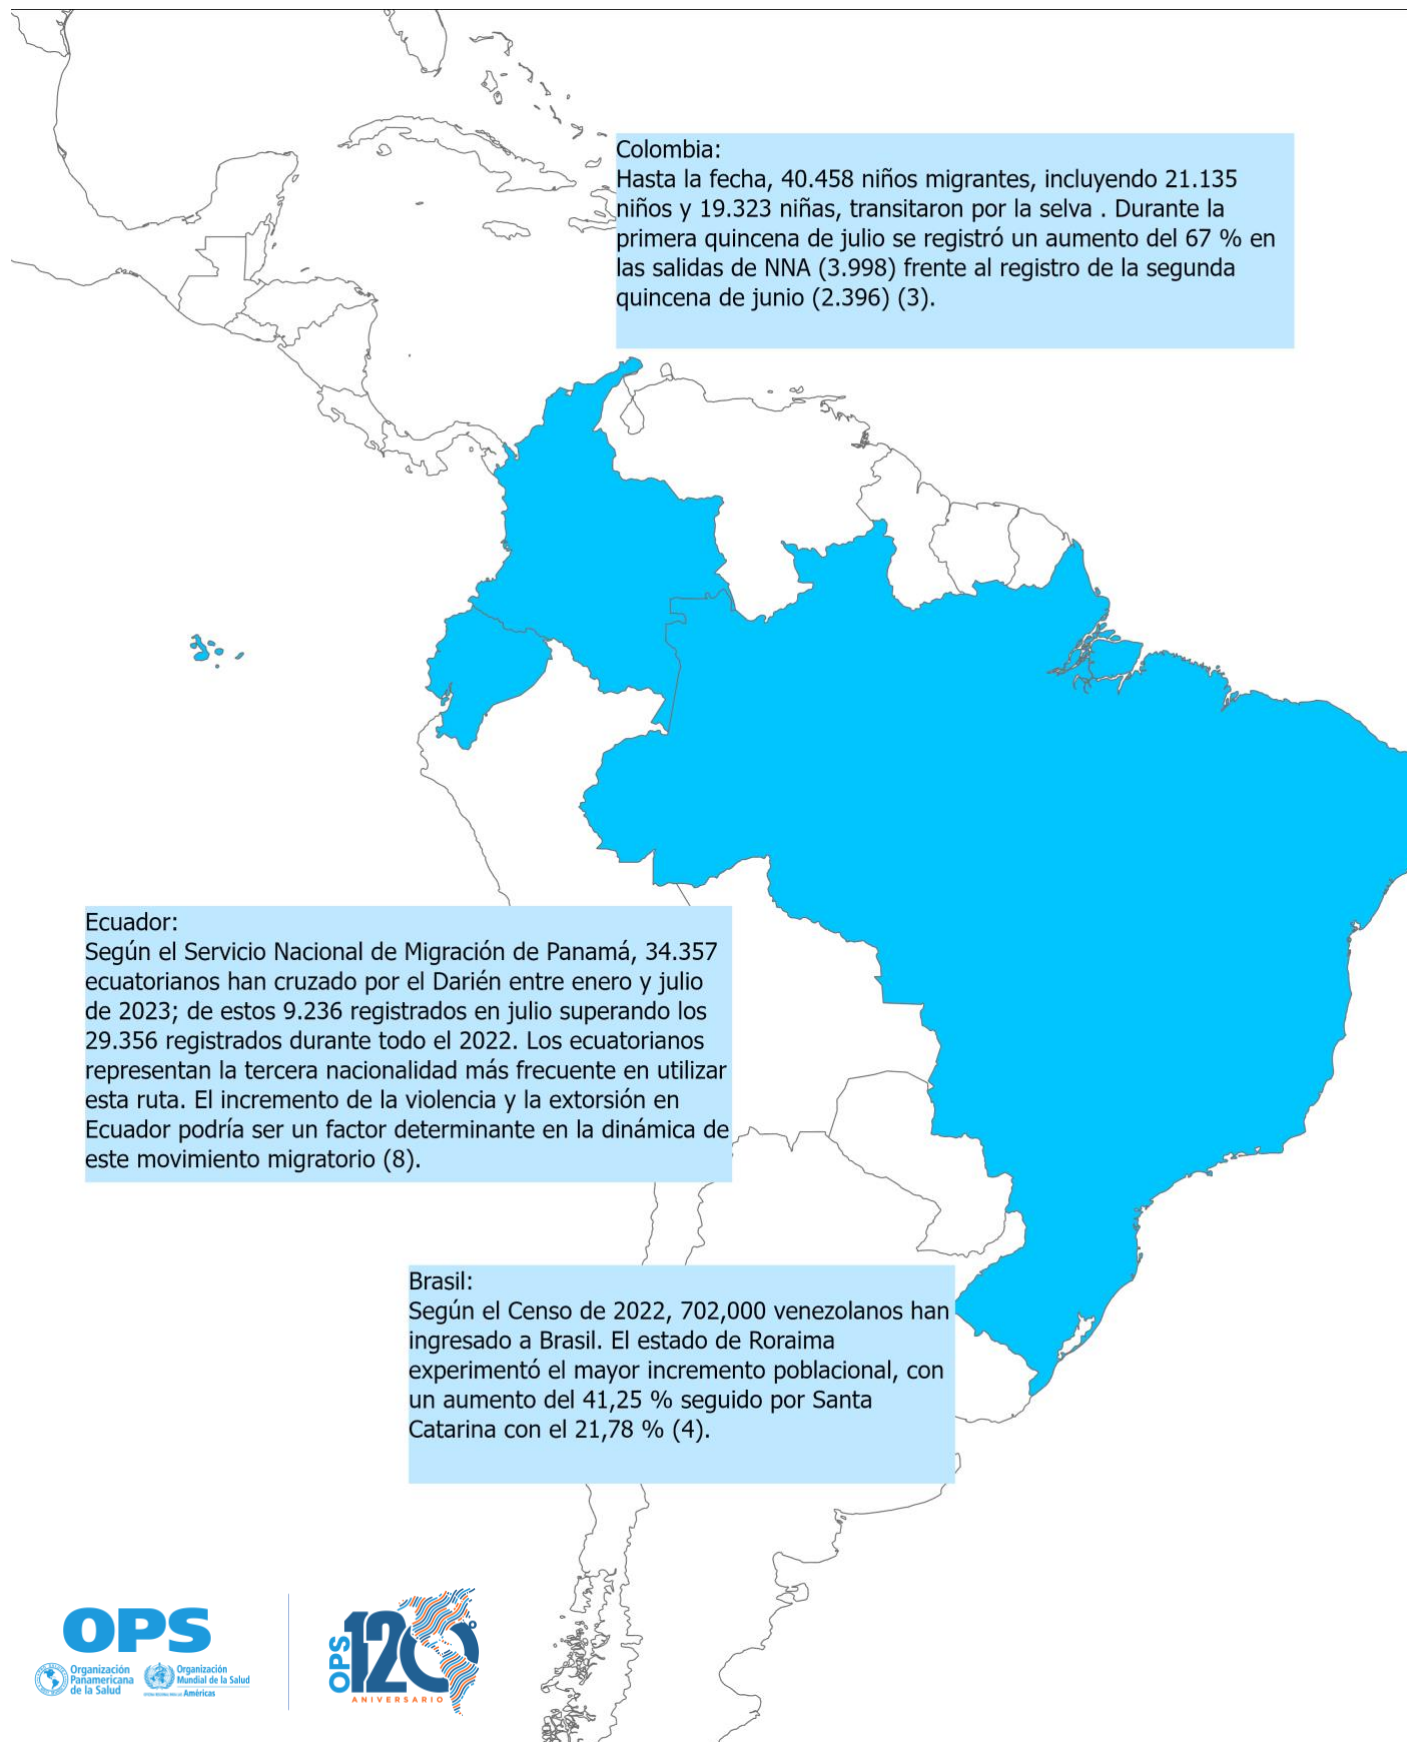 Colombia:
Hasta la fecha, 40.458 niños migrantes, incluyendo 21.135
niños y 19.323 niñas, transitaron por la selva . Durante la
primera quincena de julio se registró un aumento del 67 % en
las salidas de NNA (3.998) frente al registro de la segunda
quincena de junio (2.396) (3).
Ecuador:
Según el Servicio Nacional de Migración de Panamá, 34.357
ecuatorianos han cruzado por el Darién entre enero y julio
de 2023; de estos 9.236 registrados en julio superando los
29.356 registrados durante todo el 2022. Los ecuatorianos
representan la tercera nacionalidad más frecuente en utilizar
esta ruta. El incremento de la violencia y la extorsión en
Ecuador podría ser un factor determinante en la dinámica de
este movimiento migratorio (8).
Brasil:
Según el Censo de 2022, 702,000 venezolanos han
ingresado a Brasil. El estado de Roraima
experimentó el mayor incremento poblacional, con
un aumento del 41,25 % seguido por Santa
Catarina con el 21,78 % (4).
OPS
Organización
Panamericana
de la Salud
Organización
Mundial de la Salud
Américas
OPS
120º
ANIVERSARIO